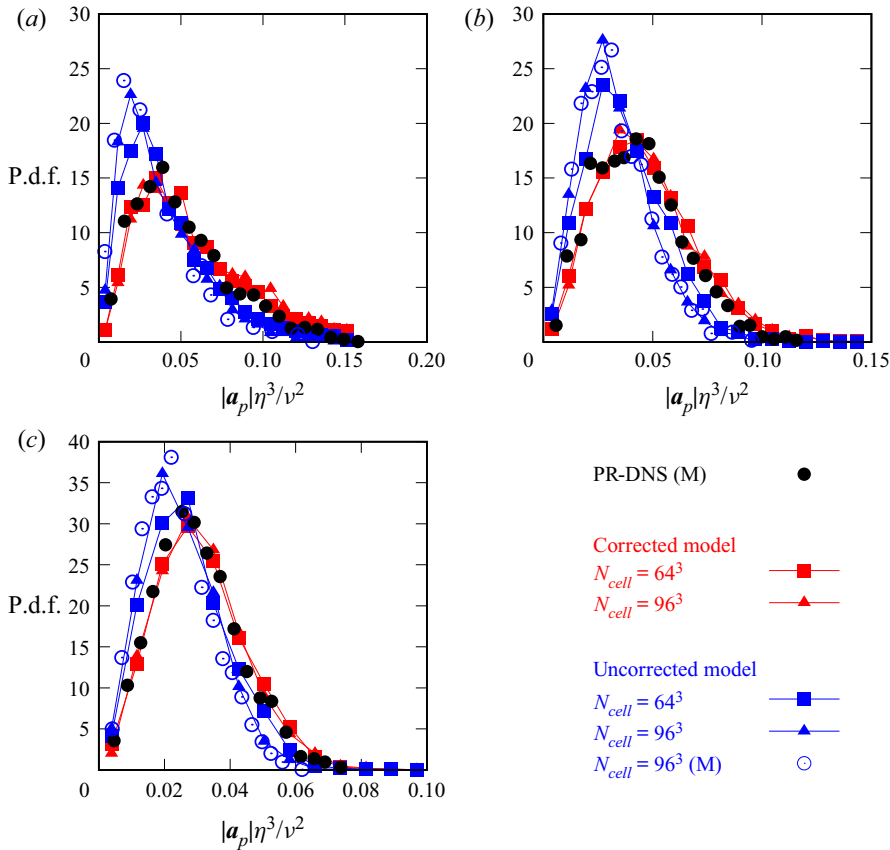 (a)
30
25
20
15
10
5
P.d.f.
0 0.05 0.10 0.15 0.20
|a_p|η³/ν²
(b)
30
25
20
15
10
5
0 0.05 0.10 0.15
|a_p|η³/ν²
(c)
40
35
30
25
20
15
10
5
P.d.f.
0 0.02 0.04 0.06 0.08 0.10
|a_p|η³/ν²
PR-DNS (M)
Corrected model
N_cell = 64³
N_cell = 96³
Uncorrected model
N_cell = 64³
N_cell = 96³
N_cell = 96³ (M)